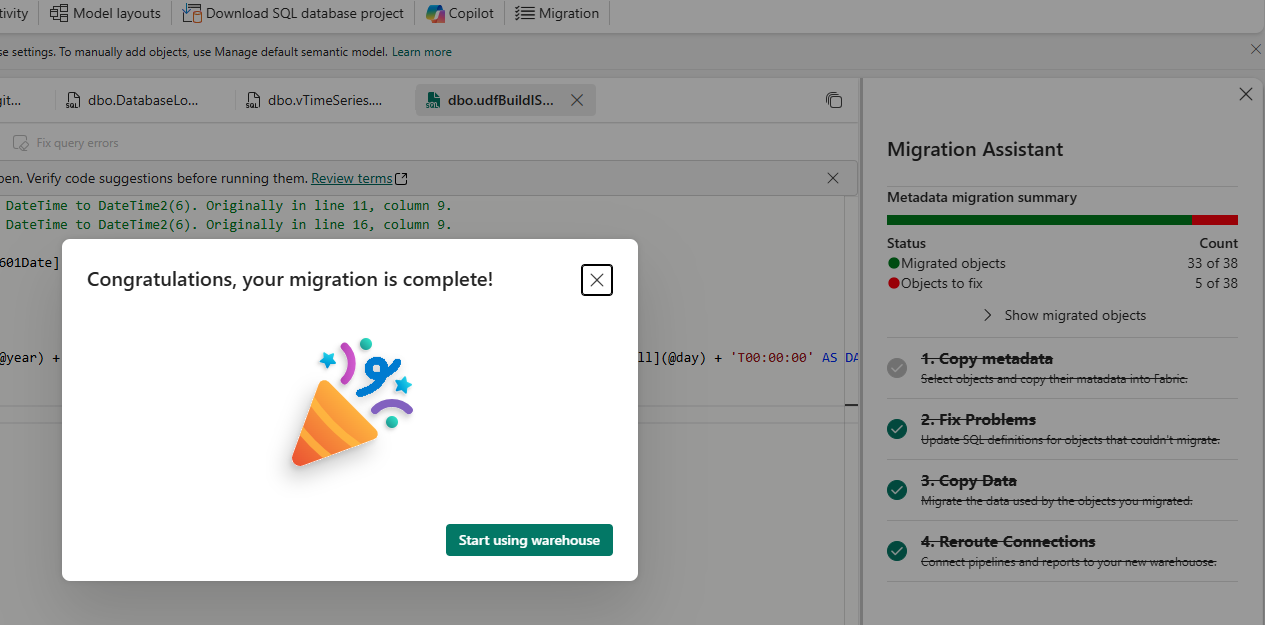 tivity Model layouts Download SQL database project Copilot Migration
se settings. To manually add objects, use Manage default semantic model. Learn more
git... dbo.DatabaseLo... dbo.vTimeSeries.... dbo.udfBuildIS...
Fix query errors
pen. Verify code suggestions before running them. Review terms
DateTime to DateTime2(6). Originally in line 11, column 9.
DateTime to DateTime2(6). Originally in line 16, column 9.
601Date]
@year) + ll](@day) + 'T00:00:00' AS DA
Congratulations, your migration is complete!
Start using warehouse
Migration Assistant
Metadata migration summary
Status Count
Migrated objects 33 of 38
Objects to fix 5 of 38
Show migrated objects
1. Copy metadata
Select objects and copy their matadata into Fabric.
2. Fix Problems
Update SQL definitions for objects that couldn't migrate.
3. Copy Data
Migrate the data used by the objects you migrated.
4. Reroute Connections
Connect pipelines and reports to your new warehouose.